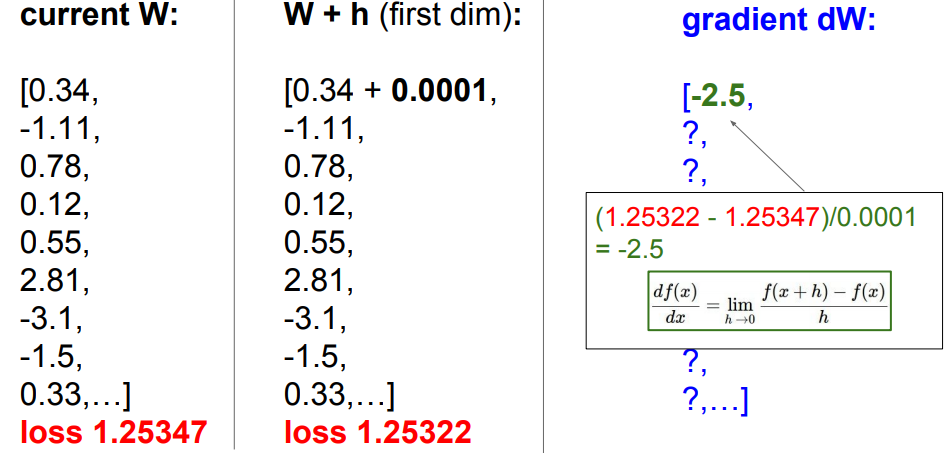 current W:
[0.34,
-1.11,
0.78,
0.12,
0.55,
2.81,
-3.1,
-1.5,
0.33,…]
loss 1.25347
W + h (first dim):
[0.34 + 0.0001,
-1.11,
0.78,
0.12,
0.55,
2.81,
-3.1,
-1.5,
0.33,…]
loss 1.25322
gradient dW:
[-2.5,
?,
?,
(1.25322 - 1.25347)/0.0001
= -2.5
df(x)/dx = lim h→0 f(x + h) − f(x)/h
?,
?,…]